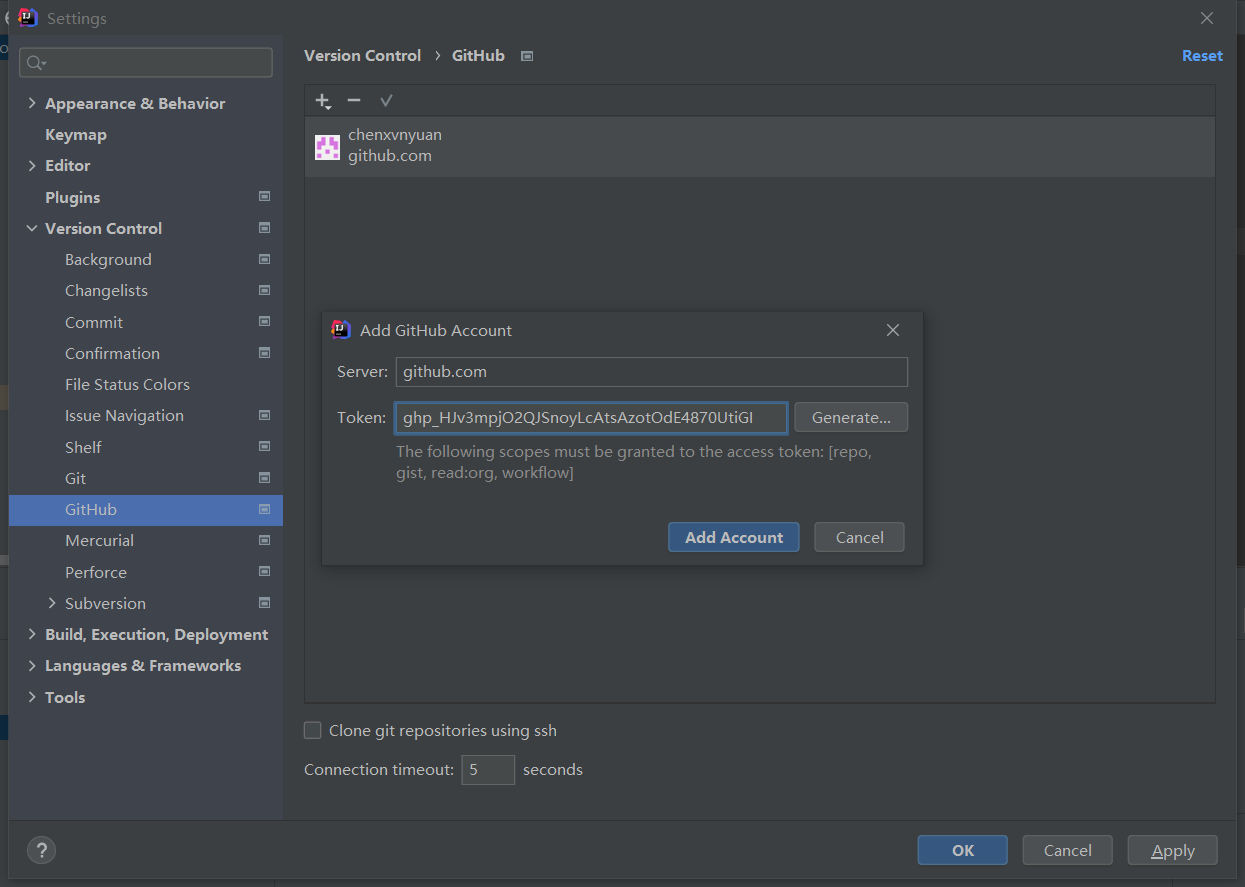 Settings
Version Control › GitHub
Reset
Appearance & Behavior
Keymap
Editor
Plugins
Version Control
Background
Changelists
Commit
Confirmation
File Status Colors
Issue Navigation
Shelf
Git
GitHub
Mercurial
Perforce
Subversion
Build, Execution, Deployment
Languages & Frameworks
Tools
chenxvnyuan
github.com
Add GitHub Account
Server: github.com
Token:
Generate...
The following scopes must be granted to the access token: [repo,
gist, read:org, workflow]
Add Account
Cancel
Clone git repositories using ssh
Connection timeout: 5 seconds
?
OK
Cancel
Apply